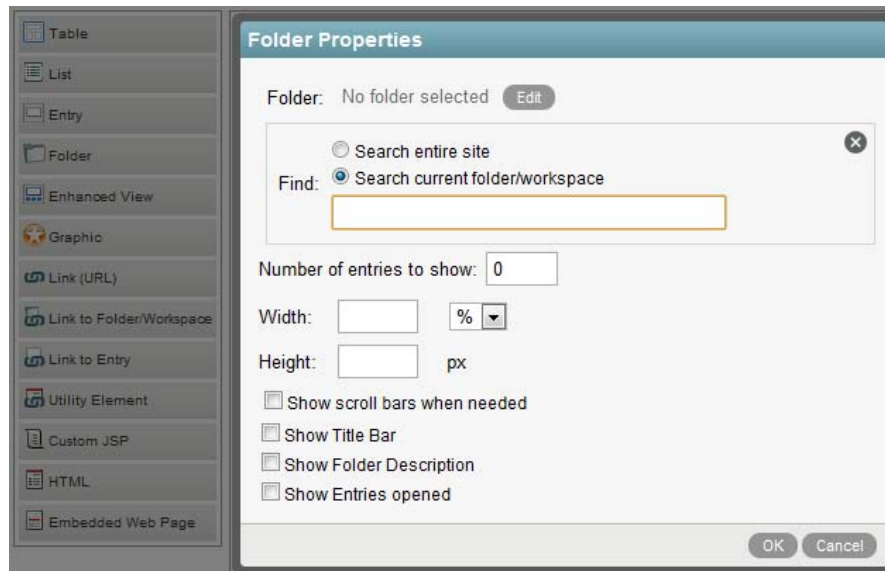 Table
List
Entry
Folder
Enhanced View
Graphic
Link (URL)
Link to Folder/Workspace
Link to Entry
Utility Element
Custom JSP
HTML
Embedded Web Page
Folder Properties
Folder: No folder selected Edit
Search entire site
Find: Search current folder/workspace
Number of entries to show: 0
Width: %
Height: px
Show scroll bars when needed
Show Title Bar
Show Folder Description
Show Entries opened
OK Cancel